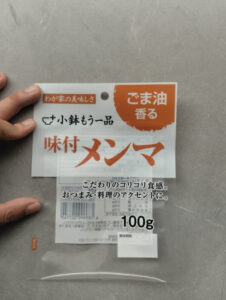 わが家の美味しさ
ごま油
香る
小鉢もう一品
味付メンマ
こだわりのコリコリ食感。
おつまみ・料理のアクセントに。
100g